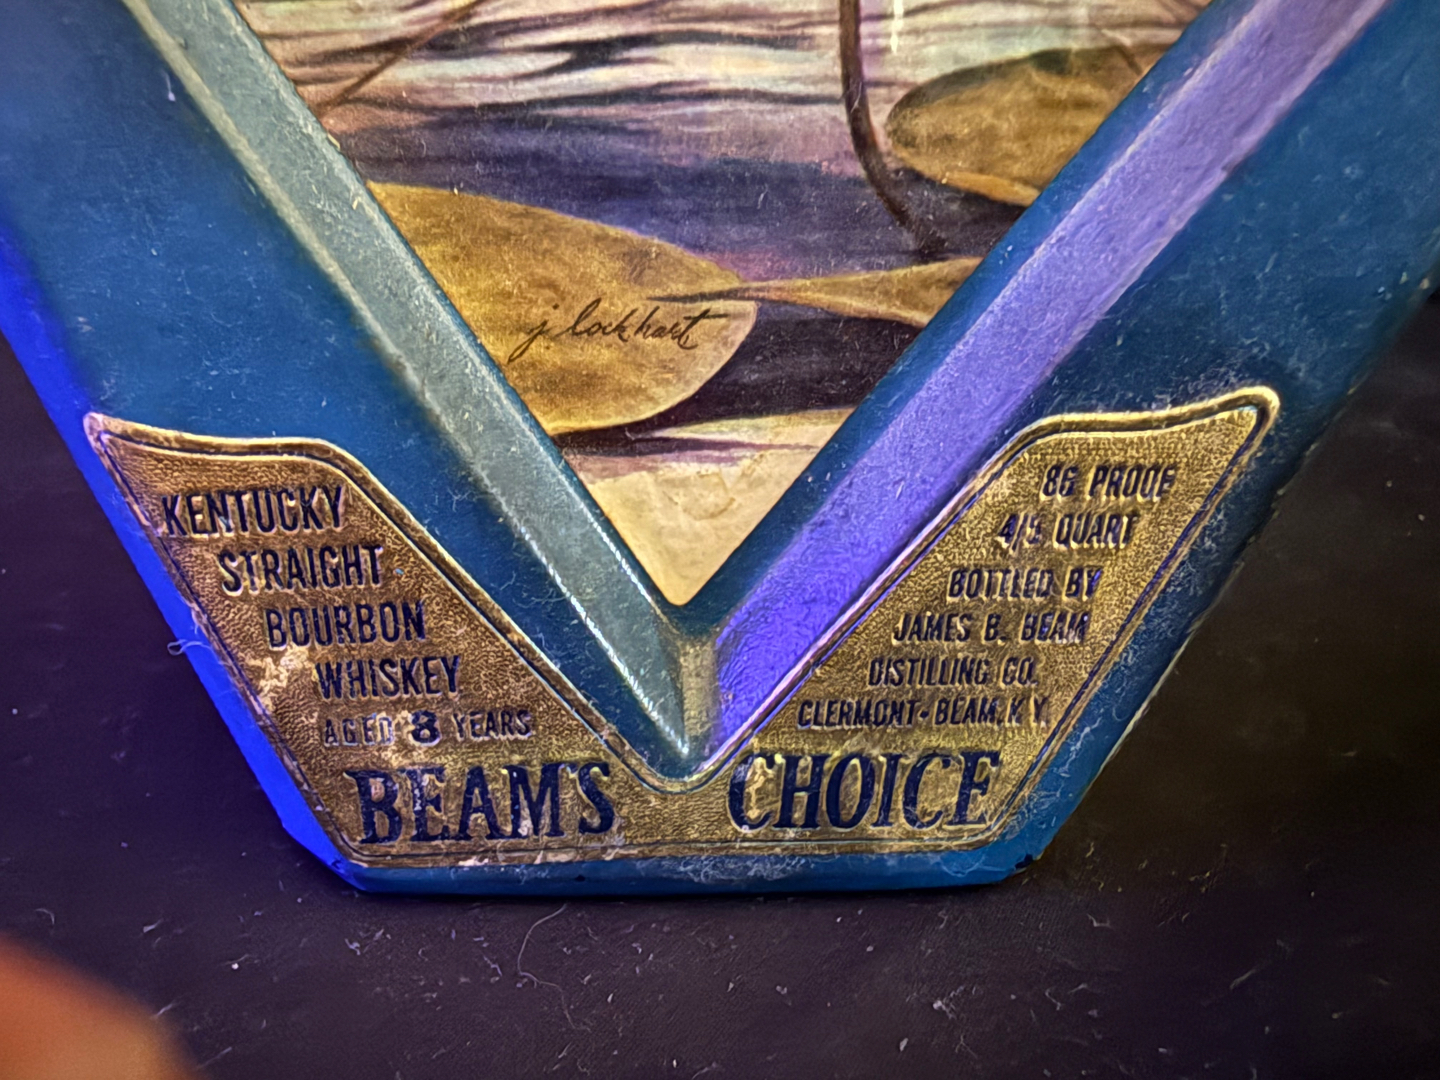 j lockhart
KENTUCKY
STRAIGHT
BOURBON
WHISKEY
AGED 8 YEARS
86 PROOF
4/5 QUART
BOTTLED BY
JAMES B. BEAM
DISTILLING CO.
CLERMONT-BEAM, KY.
BEAM'S CHOICE